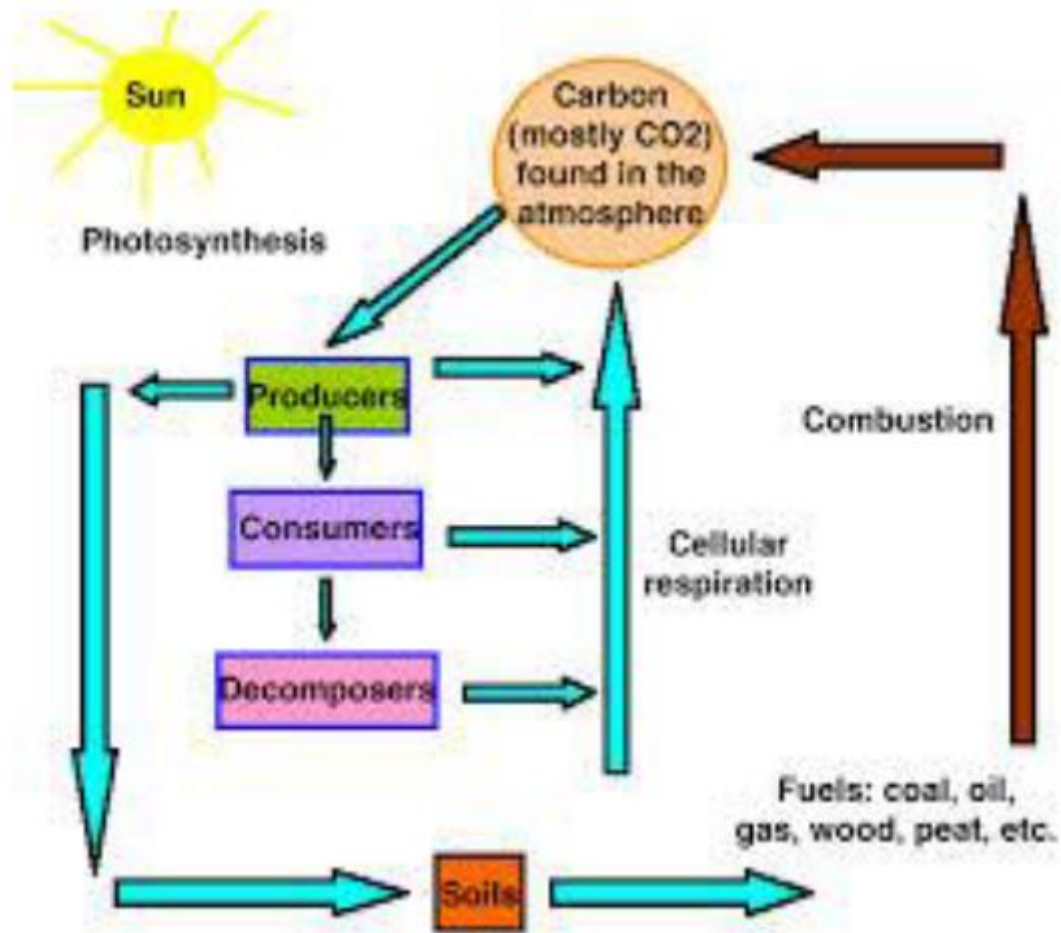 Sun
Carbon
(mostly CO2)
found in the
atmosphere
Photosynthesis
Producers
Combustion
Consumers
Cellular
respiration
Decomposers
Fuels: coal, oil,
gas, wood, peat, etc.
Soils